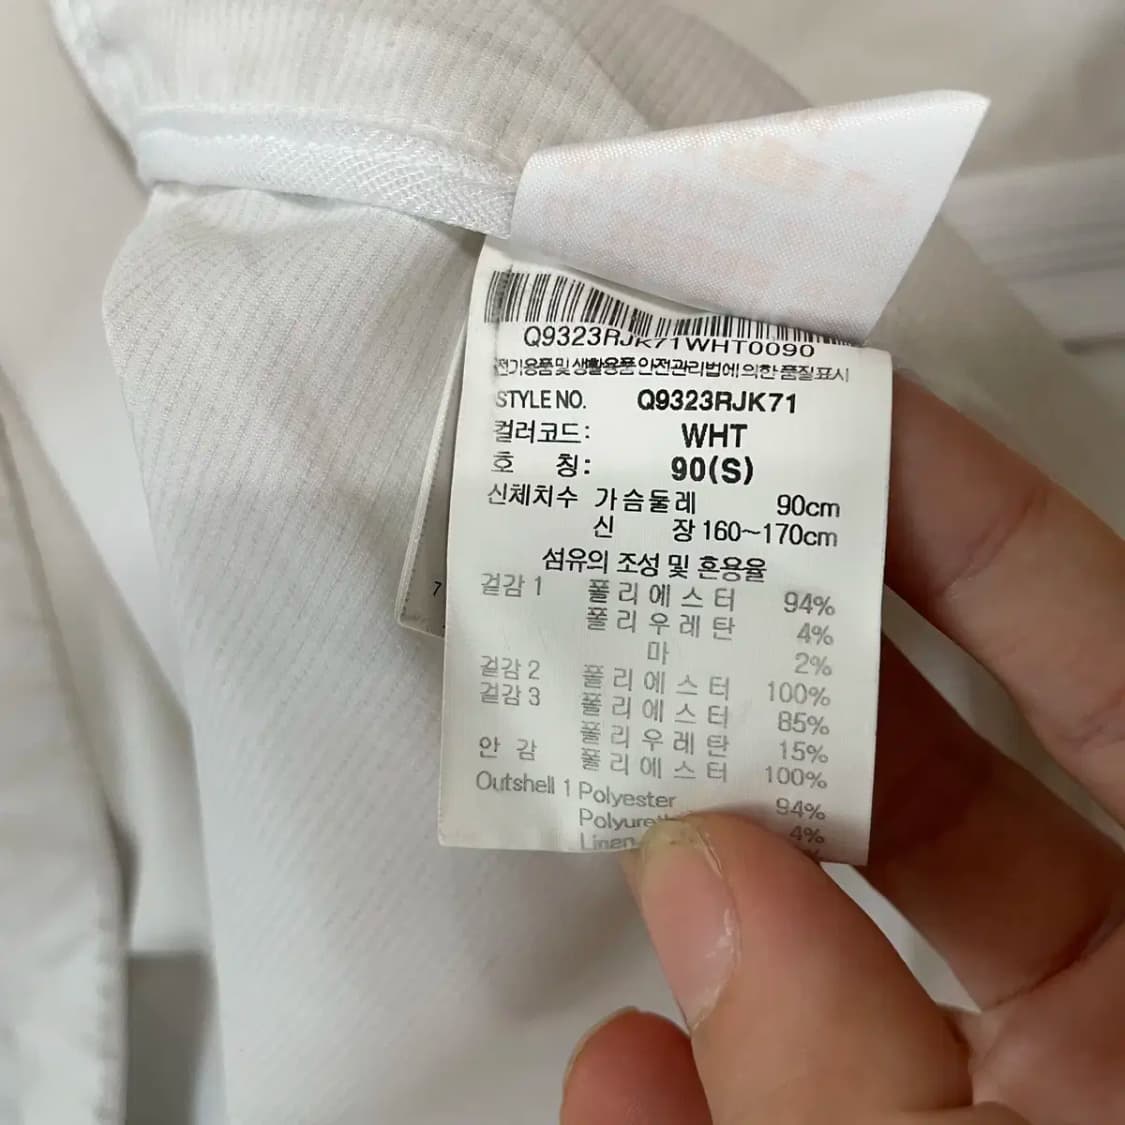 Q9323RJK71WHT0090
전기용품및생활용품안전관리법에의한품질표시
STYLE NO. Q9323RJK71
컬러코드: WHT
호 칭: 90(S)
신체치수 가슴둘레 90cm
신 장 160~170cm
섬유의 조성 및 혼용율
겉감 1 폴리에스터 94%
폴리우레탄 4%
마 2%
겉감 2 폴리에스터 100%
겉감 3 폴리에스터 85%
폴리우레탄 15%
안 감 폴리에스터 100%
Outshell 1 Polyester 94%
4%
Linen
7